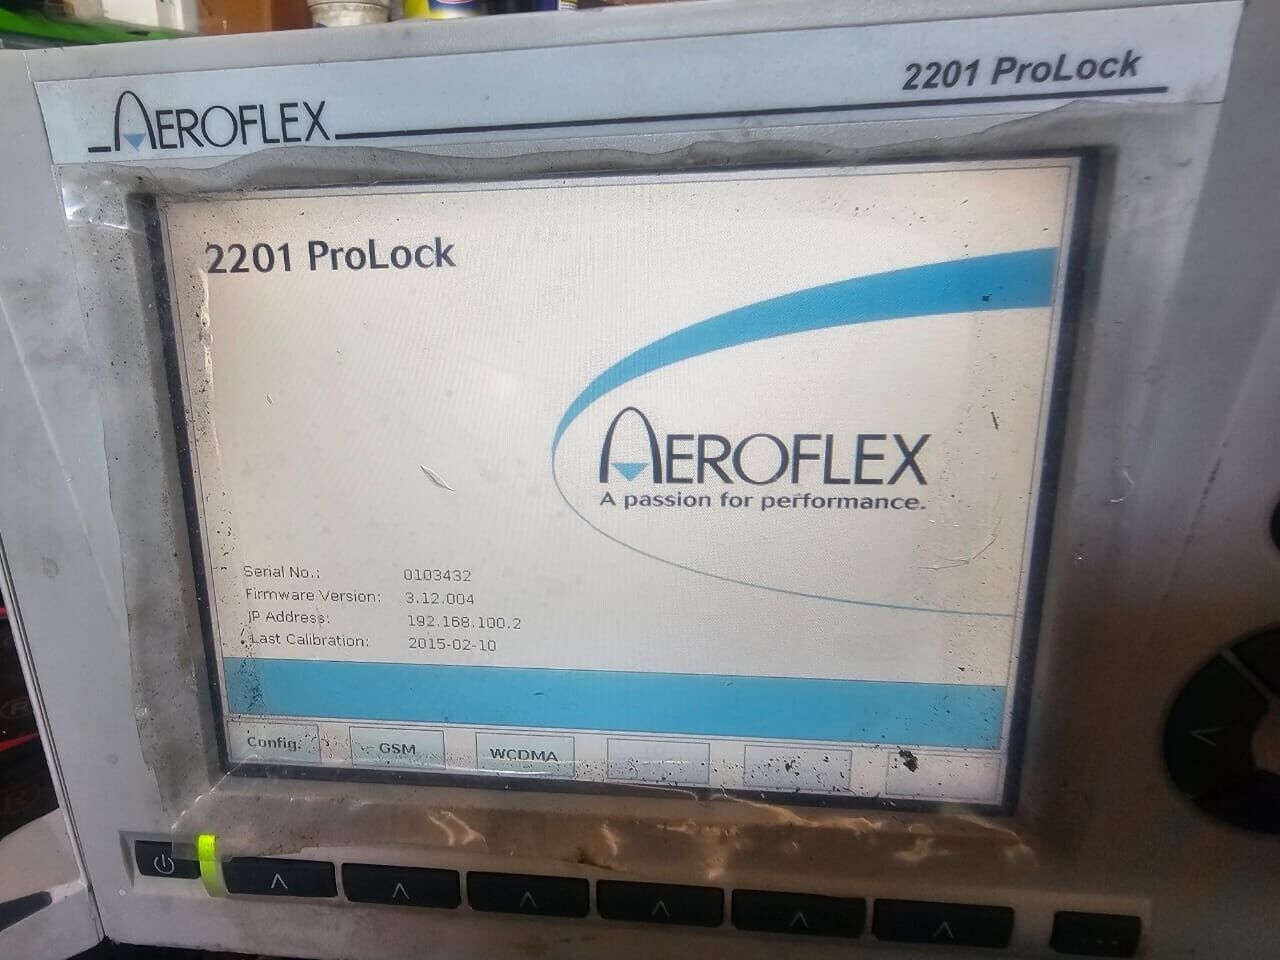 AEROFLEX
2201 ProLock
2201 ProLock
AEROFLEX
A passion for performance.
Serial No.: 0103432
Firmware Version: 3.12.004
IP Address: 192.168.100.2
Last Calibration: 2015-02-10
Config. GSM WCDMA